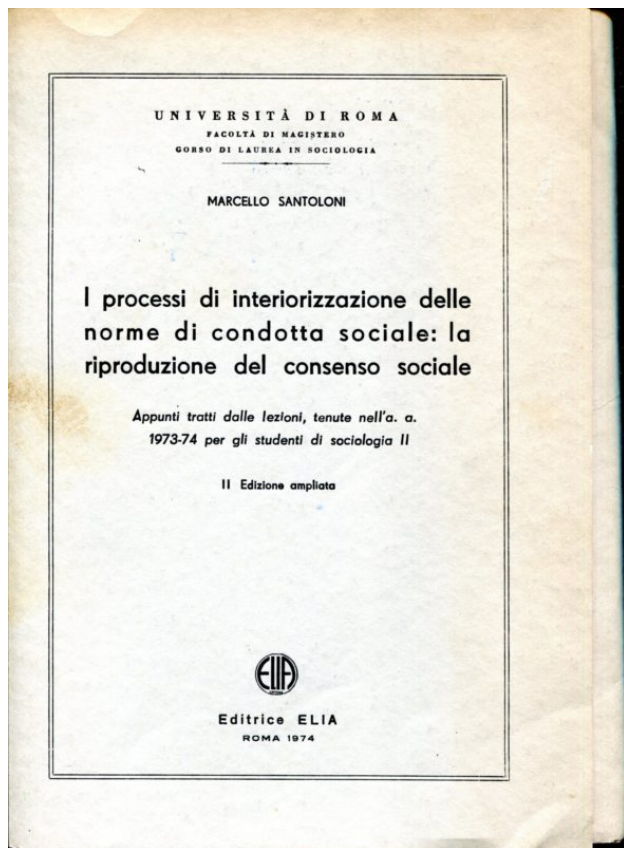 UNIVERSITÀ DI ROMA
FACOLTÀ DI MAGISTERO
CORSO DI LAUREA IN SOCIOLOGIA
MARCELLO SANTOLONI
I processi di interiorizzazione delle
norme di condotta sociale: la
riproduzione del consenso sociale
Appunti tratti dalle lezioni, tenute nell'a. a.
1973-74 per gli studenti di sociologia II
II Edizione ampliata
ELIA
Editrice ELIA
ROMA 1974